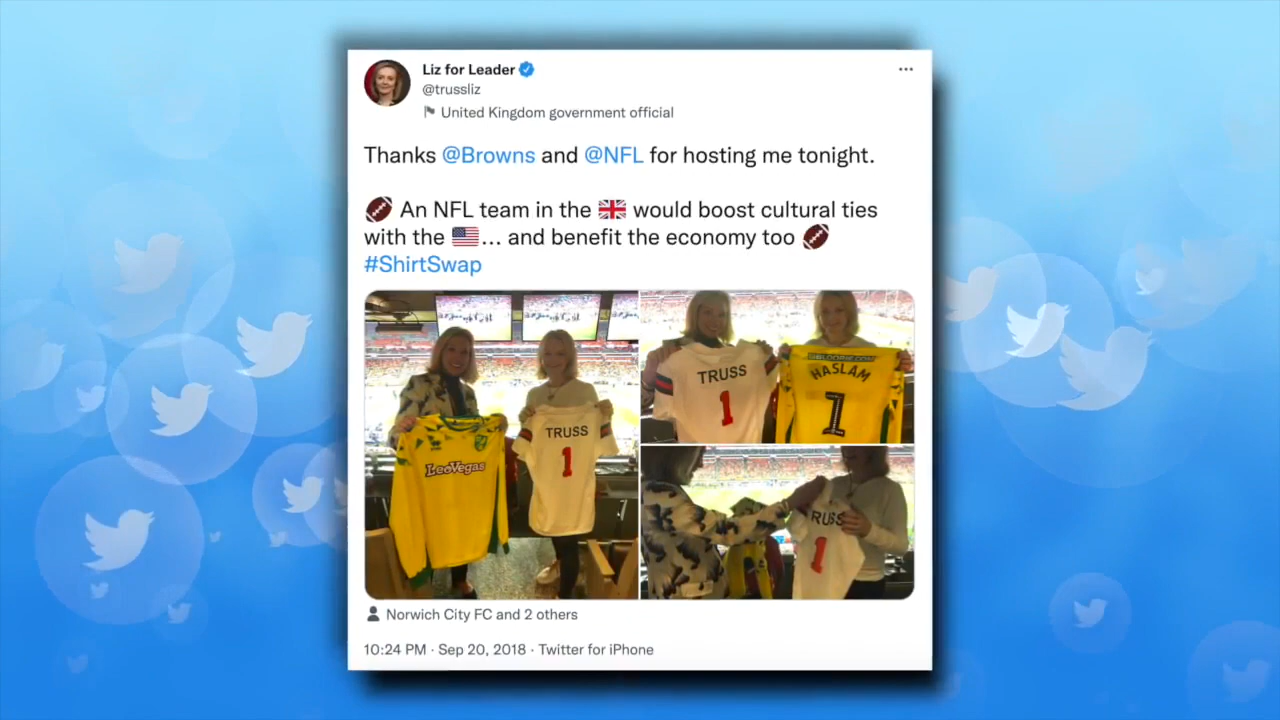 Liz for Leader
@trussliz
United Kingdom government official
Thanks @Browns and @NFL for hosting me tonight.
🏈 An NFL team in the 🇬🇧 would boost cultural ties
with the 🇺🇸… and benefit the economy too 🏈
#ShirtSwap
LeoVegas
TRUSS
1
TRUSS
1
HASLAM
1
RUSS
1
Norwich City FC and 2 others
10:24 PM · Sep 20, 2018 · Twitter for iPhone